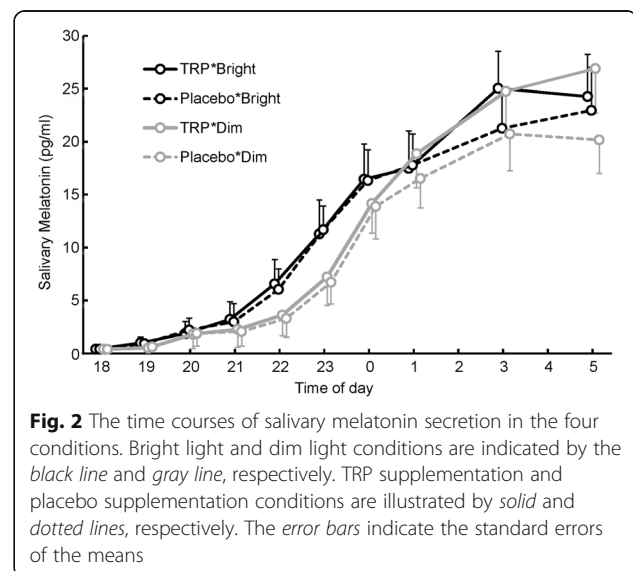 30
25
20
15
10
5
0
Salivary Melatonin (pg/ml)
TRP*Bright
Placebo*Bright
TRP*Dim
Placebo*Dim
18 19 20 21 22 23 0 1 2 3 4 5
Time of day
Fig. 2 The time courses of salivary melatonin secretion in the four
conditions. Bright light and dim light conditions are indicated by the
black line and gray line, respectively. TRP supplementation and
placebo supplementation conditions are illustrated by solid and
dotted lines, respectively. The error bars indicate the standard errors
of the means